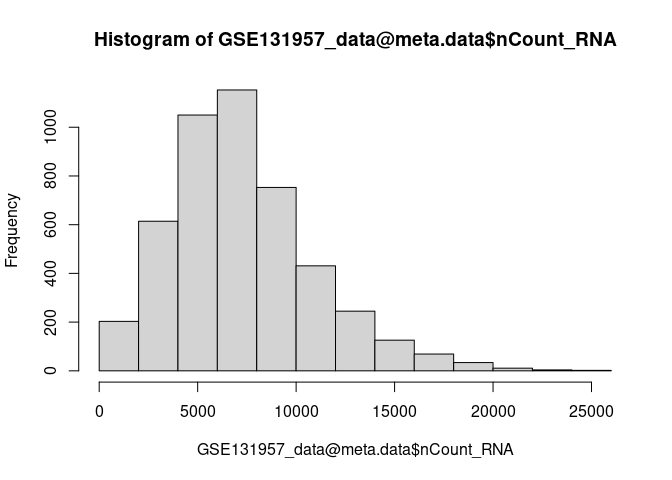 Histogram of GSE131957_data@meta.data$nCount_RNA
Frequency
1000
800
600
400
200
0
0 5000 10000 15000 20000 25000
GSE131957_data@meta.data$nCount_RNA